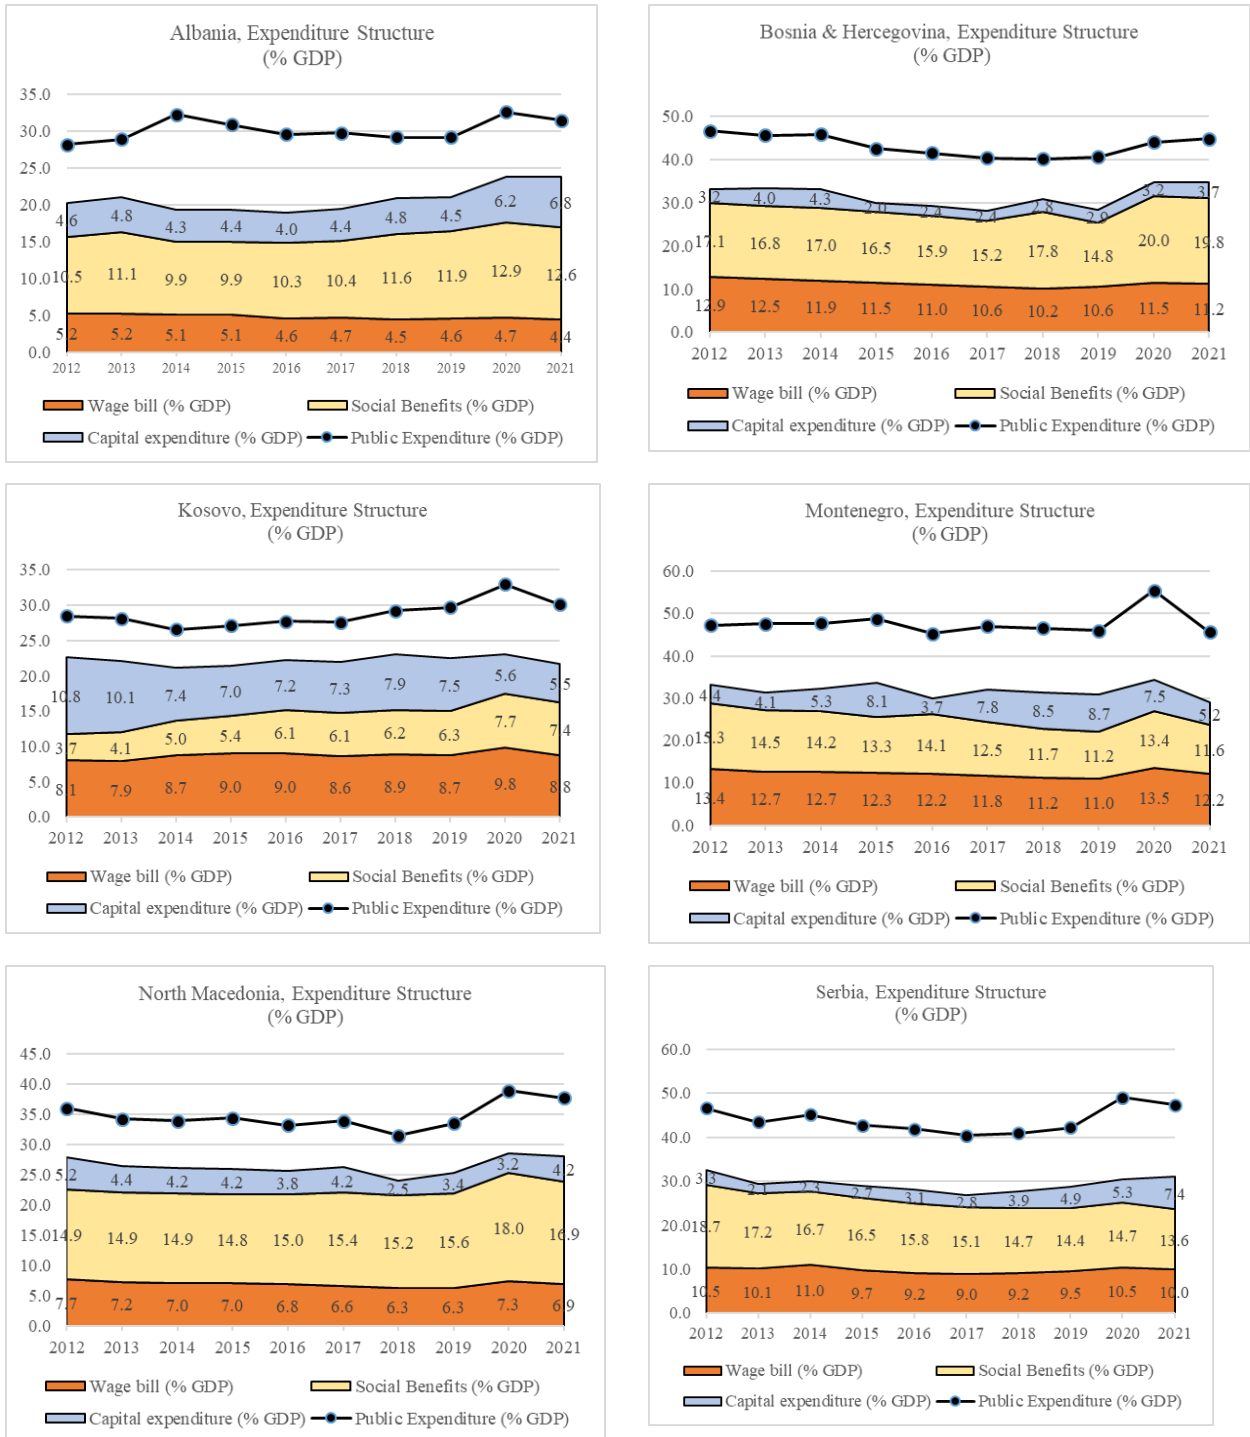 Albania, Expenditure Structure
(% GDP)
35.0
30.0
25.0
20.0
15.0
10.0
5.0
0.0
4.6 4.8 4.3 4.4 4.0 4.4 4.8 4.5 6.2 6.8
10.5 11.1 9.9 9.9 10.3 10.4 11.6 11.9 12.9 12.6
5.2 5.2 5.1 5.1 4.6 4.7 4.5 4.6 4.7 4.4
2012 2013 2014 2015 2016 2017 2018 2019 2020 2021
Wage bill (% GDP) Social Benefits (% GDP)
Capital expenditure (% GDP) Public Expenditure (% GDP)
Bosnia & Hercegovina, Expenditure Structure
(% GDP)
50.0
40.0
30.0
20.0
10.0
0.0
3.2 4.0 4.3 2.0 2.4 2.4 2.8 2.9 3.2 3.7
17.1 16.8 17.0 16.5 15.9 15.2 17.8 14.8 20.0 19.8
12.9 12.5 11.9 11.5 11.0 10.6 10.2 10.6 11.5 11.2
2012 2013 2014 2015 2016 2017 2018 2019 2020 2021
Wage bill (% GDP) Social Benefits (% GDP)
Capital expenditure (% GDP) Public Expenditure (% GDP)
Kosovo, Expenditure Structure
(% GDP)
35.0
30.0
25.0
20.0
15.0
10.0
5.0
0.0
10.8 10.1 7.4 7.0 7.2 7.3 7.9 7.5 5.6 5.5
3.7 4.1 5.0 5.4 6.1 6.1 6.2 6.3 7.7 7.4
8.1 7.9 8.7 9.0 9.0 8.6 8.9 8.7 9.8 8.8
2012 2013 2014 2015 2016 2017 2018 2019 2020 2021
Wage bill (% GDP) Social Benefits (% GDP)
Capital expenditure (% GDP) Public Expenditure (% GDP)
Montenegro, Expenditure Structure
(% GDP)
60.0
50.0
40.0
30.0
20.0
10.0
0.0
4.4 4.1 5.3 8.1 3.7 7.8 8.5 8.7 7.5 5.2
15.3 14.5 14.2 13.3 14.1 12.5 11.7 11.2 13.4 11.6
13.4 12.7 12.7 12.3 12.2 11.8 11.2 11.0 13.5 12.2
2012 2013 2014 2015 2016 2017 2018 2019 2020 2021
Wage bill (% GDP) Social Benefits (% GDP)
Capital expenditure (% GDP) Public Expenditure (% GDP)
North Macedonia, Expenditure Structure
(% GDP)
45.0
40.0
35.0
30.0
25.0
20.0
15.0
10.0
5.0
0.0
5.2 4.4 4.2 4.2 3.8 4.2 2.5 3.4 3.2 4.2
14.9 14.9 14.9 14.8 15.0 15.4 15.2 15.6 18.0 16.9
7.7 7.2 7.0 7.0 6.8 6.6 6.3 6.3 7.3 6.9
2012 2013 2014 2015 2016 2017 2018 2019 2020 2021
Wage bill (% GDP) Social Benefits (% GDP)
Capital expenditure (% GDP) Public Expenditure (% GDP)
Serbia, Expenditure Structure
(% GDP)
60.0
50.0
40.0
30.0
20.0
10.0
0.0
3.3 2.1 2.3 2.7 3.1 2.8 3.9 4.9 5.3 7.4
18.7 17.2 16.7 16.5 15.8 15.1 14.7 14.4 14.7 13.6
10.5 10.1 11.0 9.7 9.2 9.0 9.2 9.5 10.5 10.0
2012 2013 2014 2015 2016 2017 2018 2019 2020 2021
Wage bill (% GDP) Social Benefits (% GDP)
Capital expenditure (% GDP) Public Expenditure (% GDP)